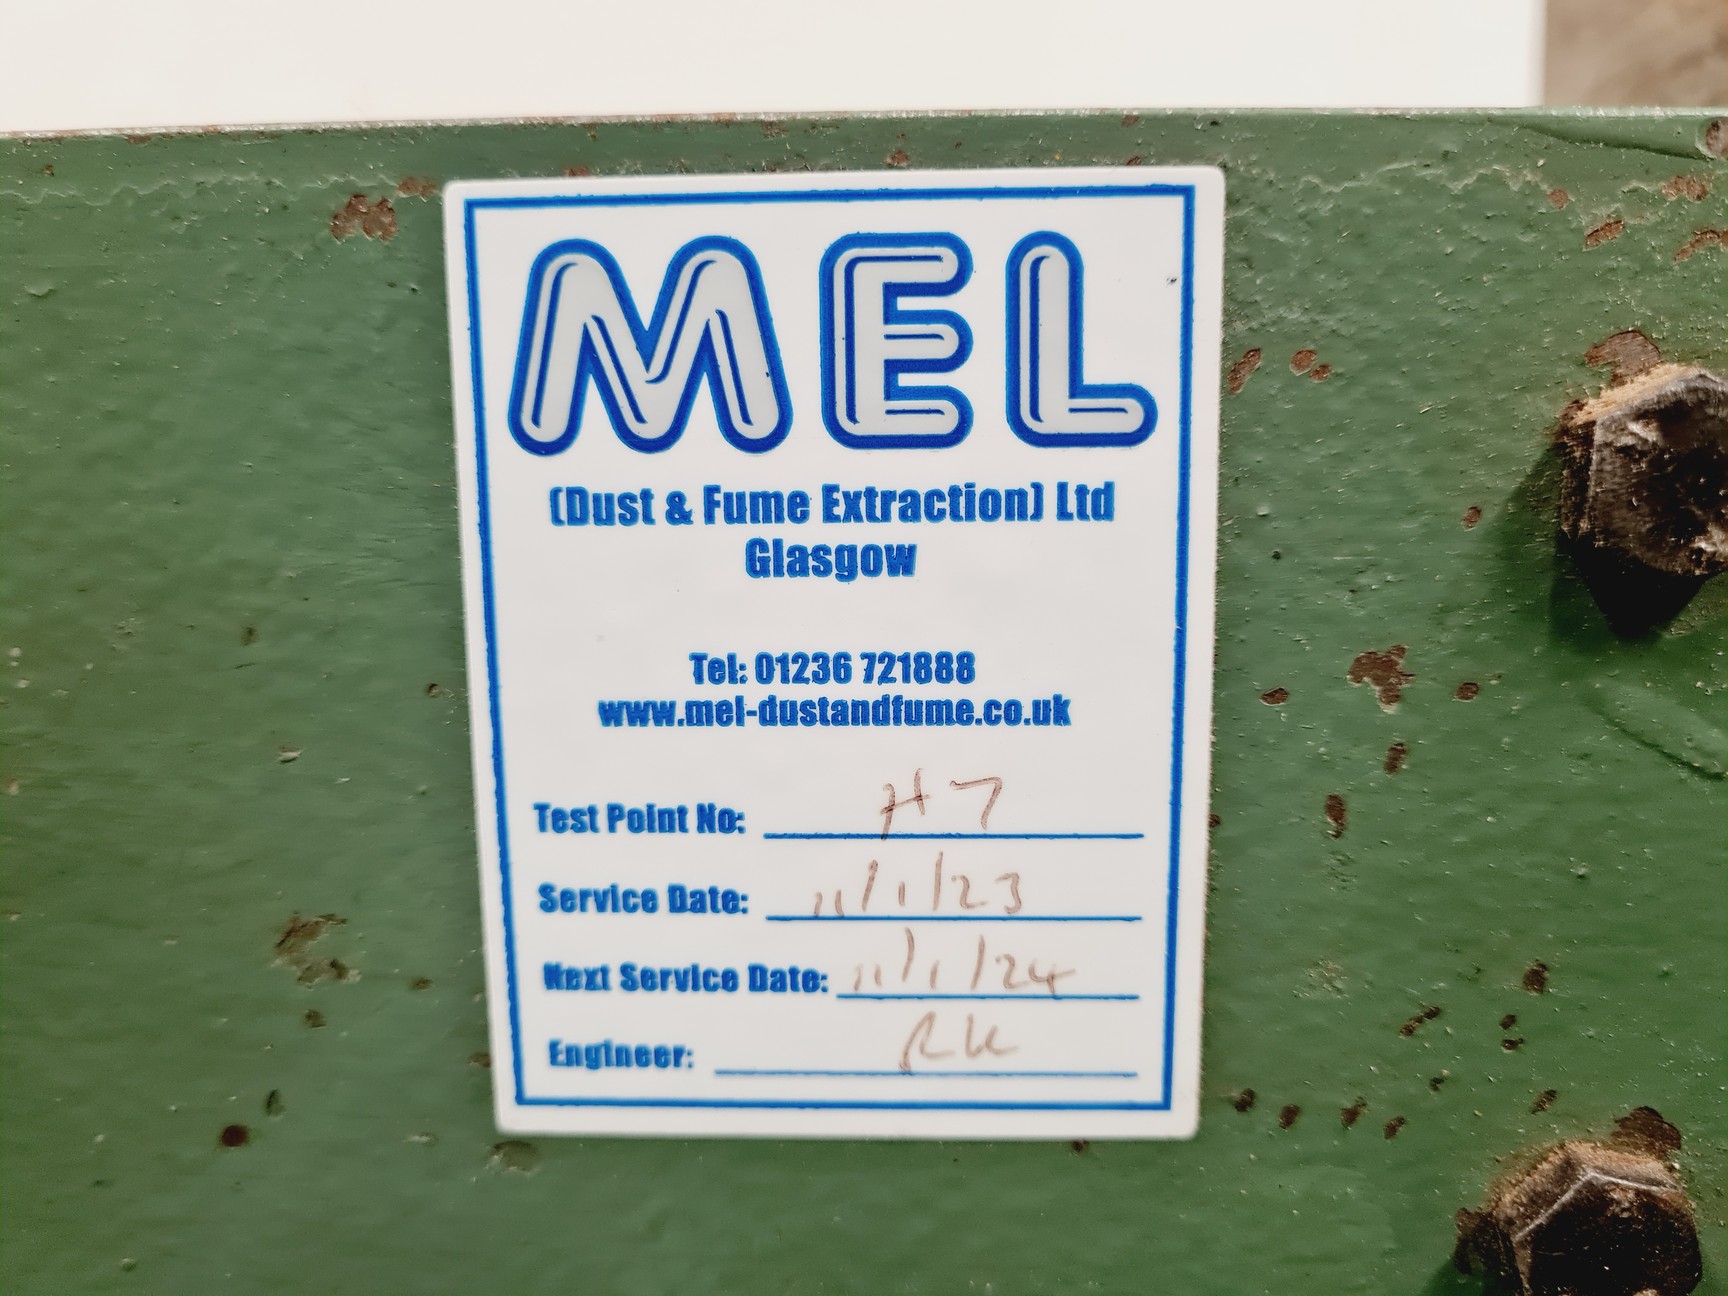 MEL
(Dust & Fume Extraction) Ltd
Glasgow
Tel: 01236 721888
www.mel-dustandfume.co.uk
Test Point No: H7
Service Date: 11/1/23
Next Service Date: 11/1/24
Engineer: RK